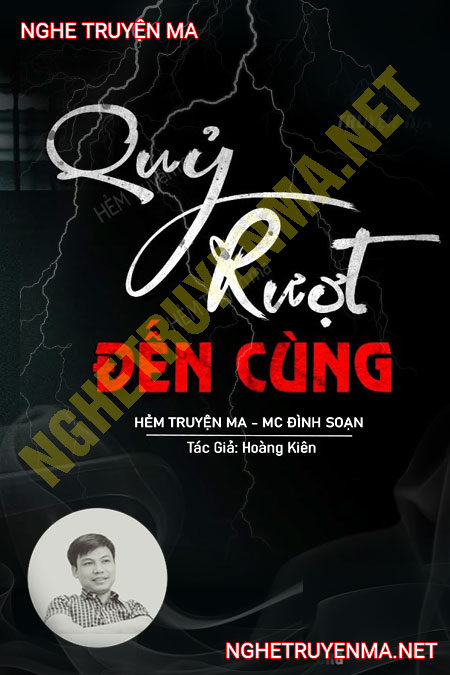 NGHE TRUYỆN MA
Quỷ
Rượt
ĐẾN CÙNG
HẺM TRUYỆN MA – MC ĐÌNH SOẠN
Tác Giả: Hoàng Kiên
NGHETRUYENMA.NET
NGHETRUYENMA.NET